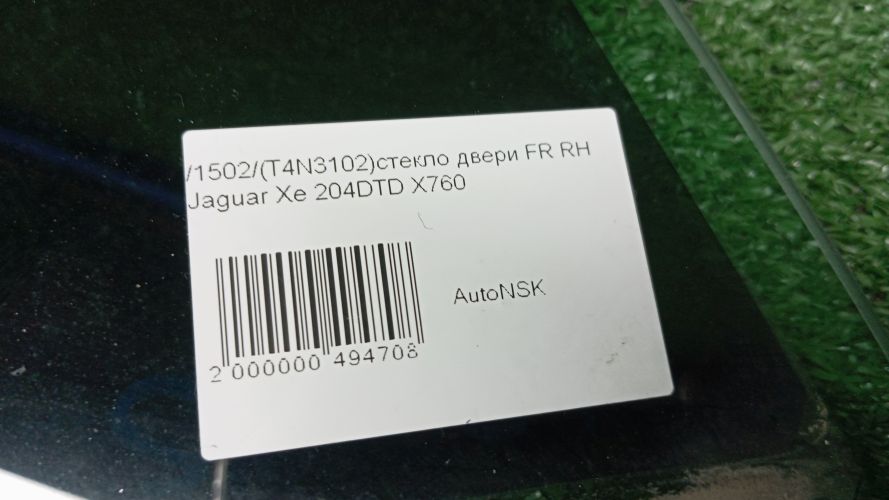 /1502/(T4N3102)стекло двери FR RH
Jaguar Xe 204DTD X760
AutoNSK
2 000000 494708